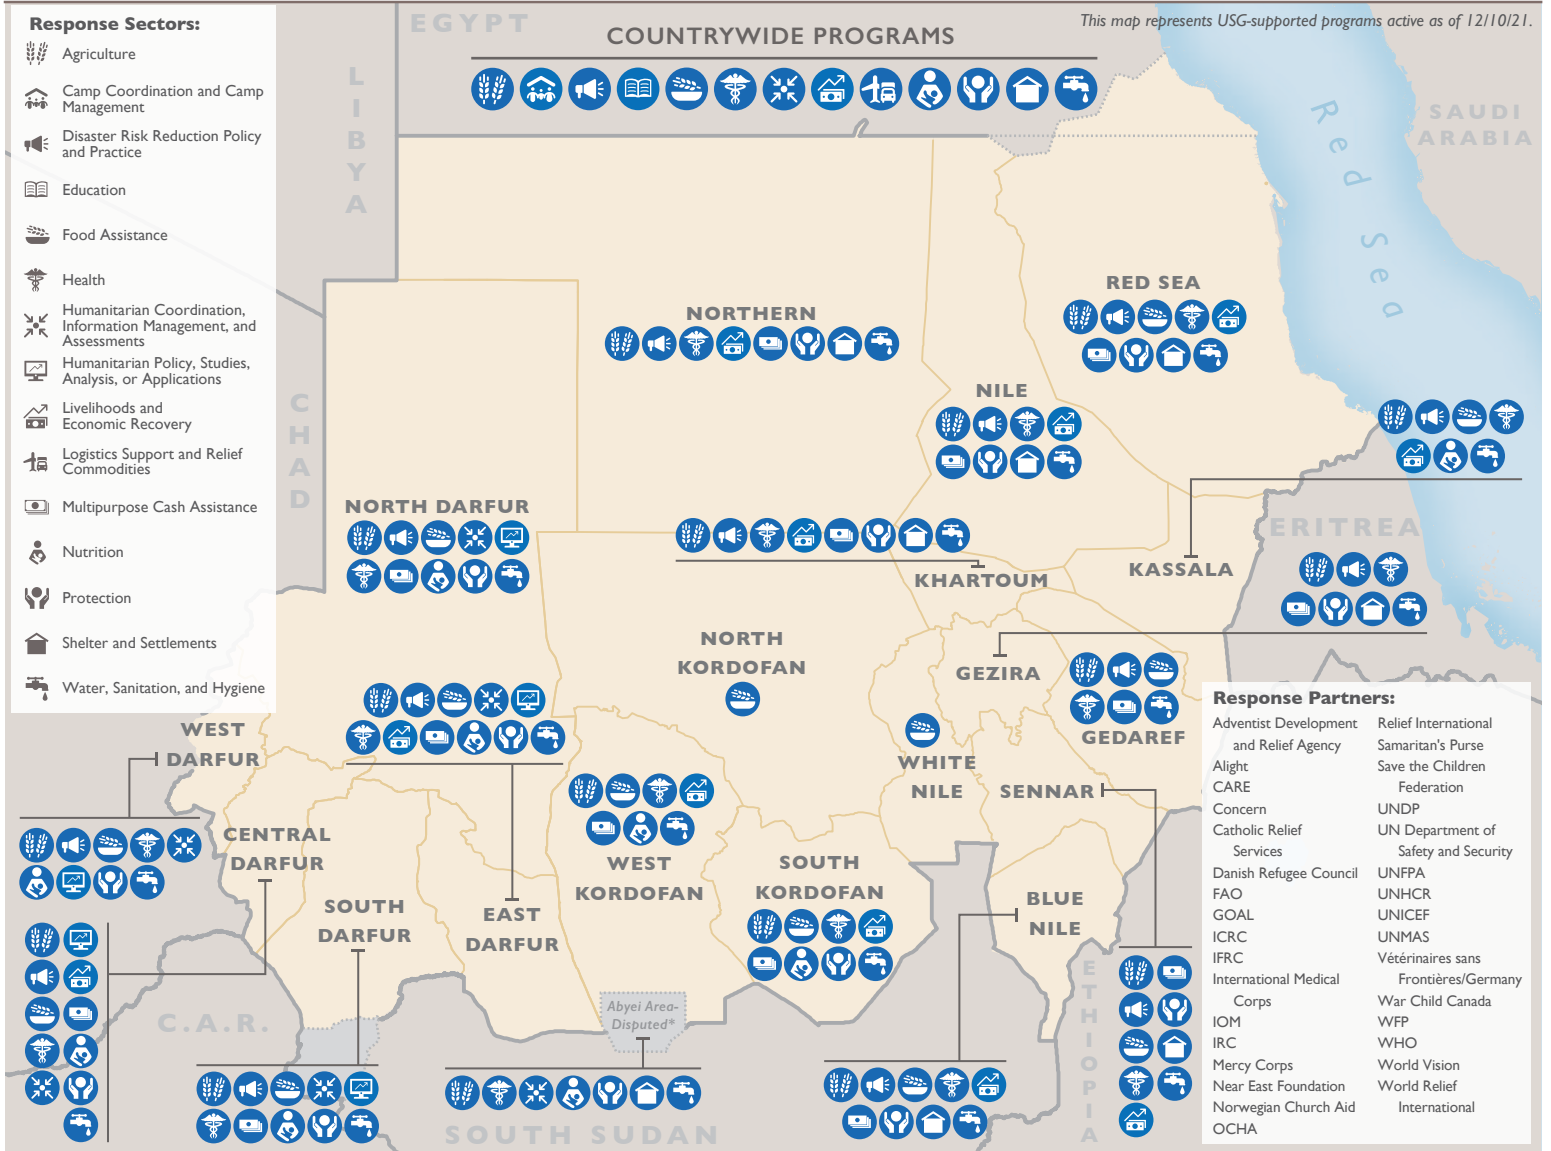 This map represents USG-supported programs active as of 12/10/21.
Response Sectors:
Agriculture
Camp Coordination and Camp
Management
Disaster Risk Reduction Policy
and Practice
Education
Food Assistance
Health
Humanitarian Coordination,
Information Management, and
Assessments
Humanitarian Policy, Studies,
Analysis, or Applications
Livelihoods and
Economic Recovery
Logistics Support and Relief
Commodities
Multipurpose Cash Assistance
Nutrition
Protection
Shelter and Settlements
Water, Sanitation, and Hygiene
EGYPT
COUNTRYWIDE PROGRAMS
LIBYA
SAUDI
ARABIA
Red Sea
CHAD
RED SEA
NORTHERN
NILE
NORTH DARFUR
ERITREA
KHARTOUM
KASSALA
NORTH
KORDOFAN
GEZIRA
GEDAREF
WEST
DARFUR
WHITE
NILE
SENNAR
CENTRAL
DARFUR
WEST
KORDOFAN
SOUTH
KORDOFAN
SOUTH
DARFUR
EAST
DARFUR
BLUE
NILE
ETHIOPIA
C.A.R.
Abyei Area-
Disputed*
SOUTH SUDAN
Response Partners:
Adventist Development
and Relief Agency
Alight
CARE
Concern
Catholic Relief
Services
Danish Refugee Council
FAO
GOAL
ICRC
IFRC
International Medical
Corps
IOM
IRC
Mercy Corps
Near East Foundation
Norwegian Church Aid
OCHA
Relief International
Samaritan's Purse
Save the Children
Federation
UNDP
UN Department of
Safety and Security
UNFPA
UNHCR
UNICEF
UNMAS
Vétérinaires sans
Frontières/Germany
War Child Canada
WFP
WHO
World Vision
World Relief
International